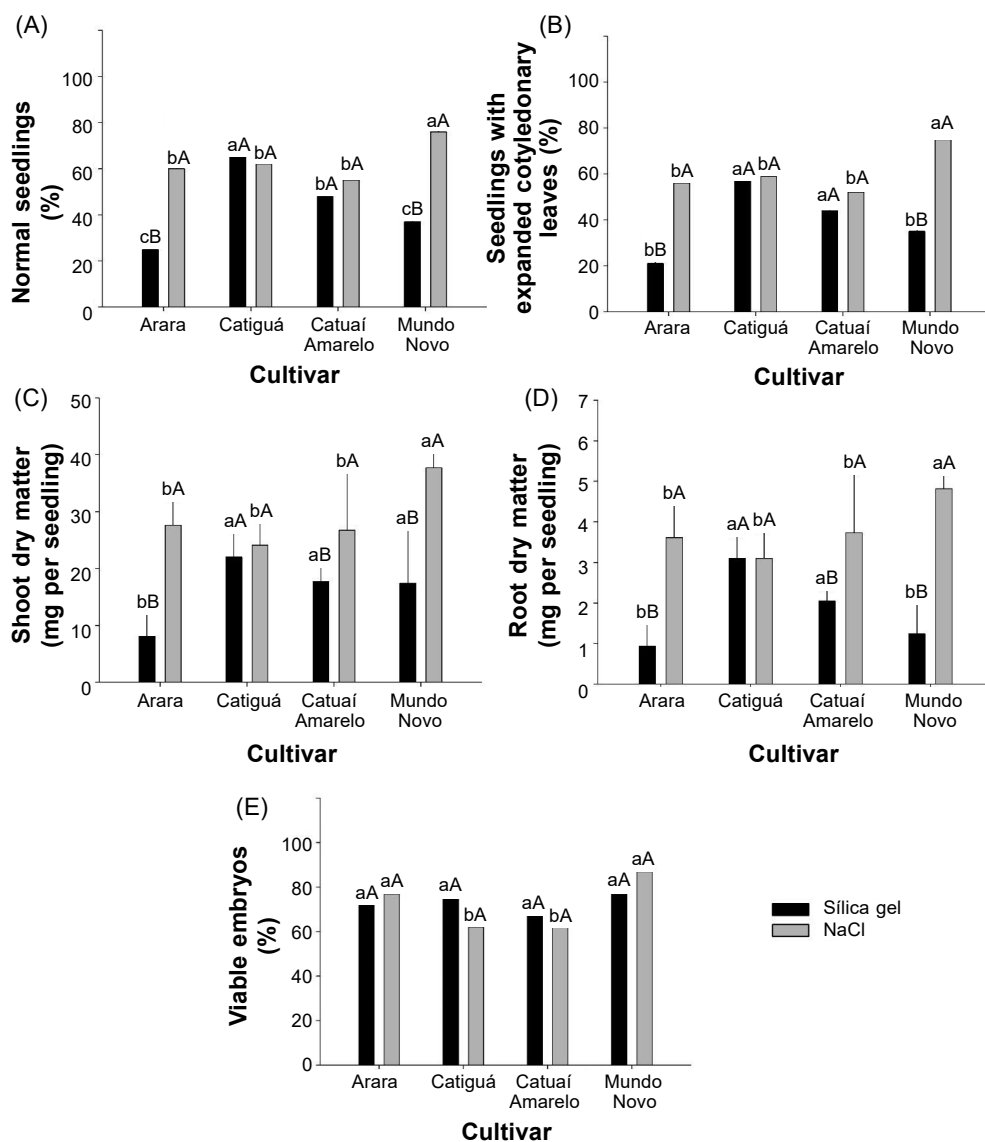 (A)
Normal seedlings
(%)
100
80
60
40
20
0
cB
bA
aA
bA
bA
bA
cB
aA
Arara
Catiguá
Catuaí
Amarelo
Mundo
Novo
Cultivar
(B)
Seedlings with
expanded cotyledonary
leaves (%)
100
80
60
40
20
0
bB
bA
aA
bA
aA
bA
bB
aA
Arara
Catiguá
Catuaí
Amarelo
Mundo
Novo
Cultivar
(C)
Shoot dry matter
(mg per seedling)
50
40
30
20
10
0
bB
bA
aA
bA
aB
bA
aB
aA
Arara
Catiguá
Catuaí
Amarelo
Mundo
Novo
Cultivar
(D)
Root dry matter
(mg per seedling)
7
6
5
4
3
2
1
0
bB
bA
aA
bA
aB
bA
bB
aA
Arara
Catiguá
Catuaí
Amarelo
Mundo
Novo
Cultivar
(E)
Viable embryos
(%)
100
80
60
40
20
0
aA
aA
aA
bA
aA
bA
aA
aA
Arara
Catiguá
Catuaí
Amarelo
Mundo
Novo
Cultivar
Sílica gel
NaCl